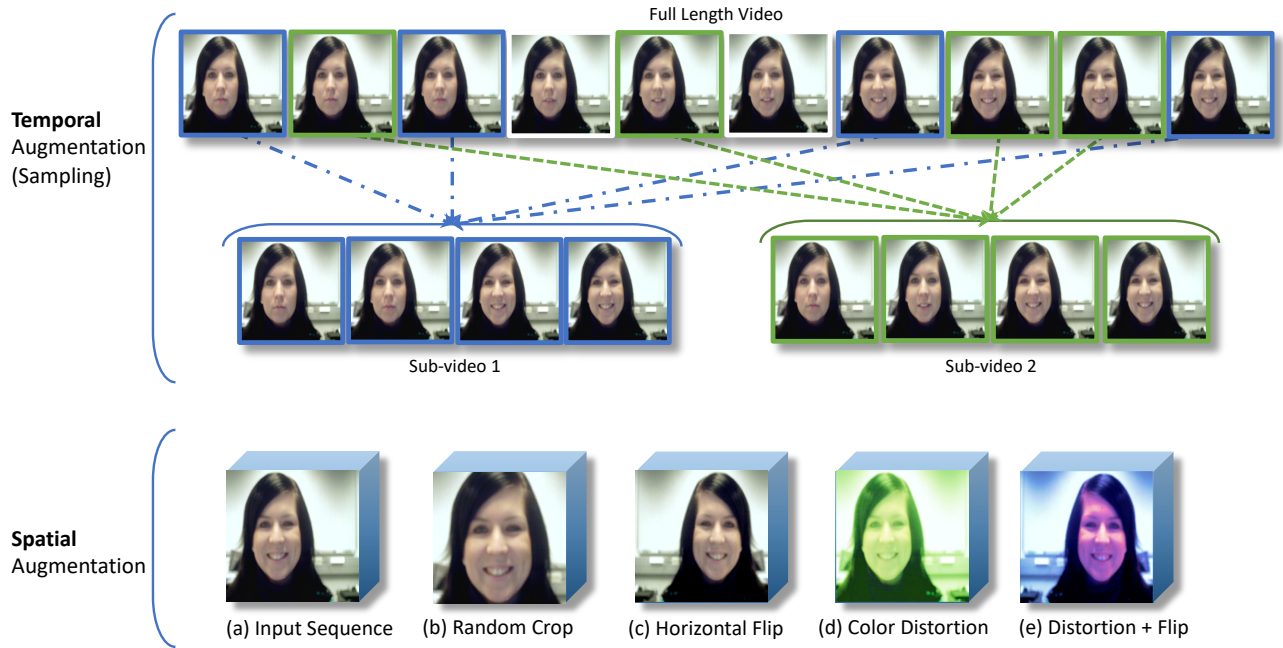 Full Length Video
Temporal
Augmentation
(Sampling)
Sub-video 1
Sub-video 2
Spatial
Augmentation
(a) Input Sequence
(b) Random Crop
(c) Horizontal Flip
(d) Color Distortion
(e) Distortion + Flip